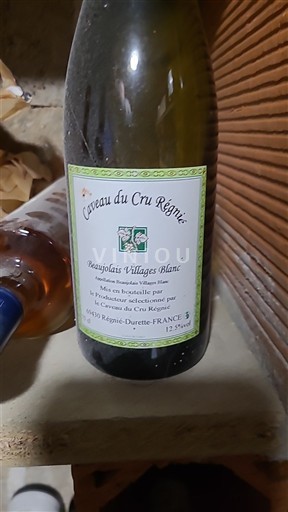 Caveau du Cru Régnié
VINIOU
Beaujolais Villages Blanc
Appellation Beaujolais Villages Blanc
Mis en bouteille par
le Producteur sélectionné par
le Caveau du Cru Régnié
69430 Régnié-Durette-FRANCE
12.5%vol